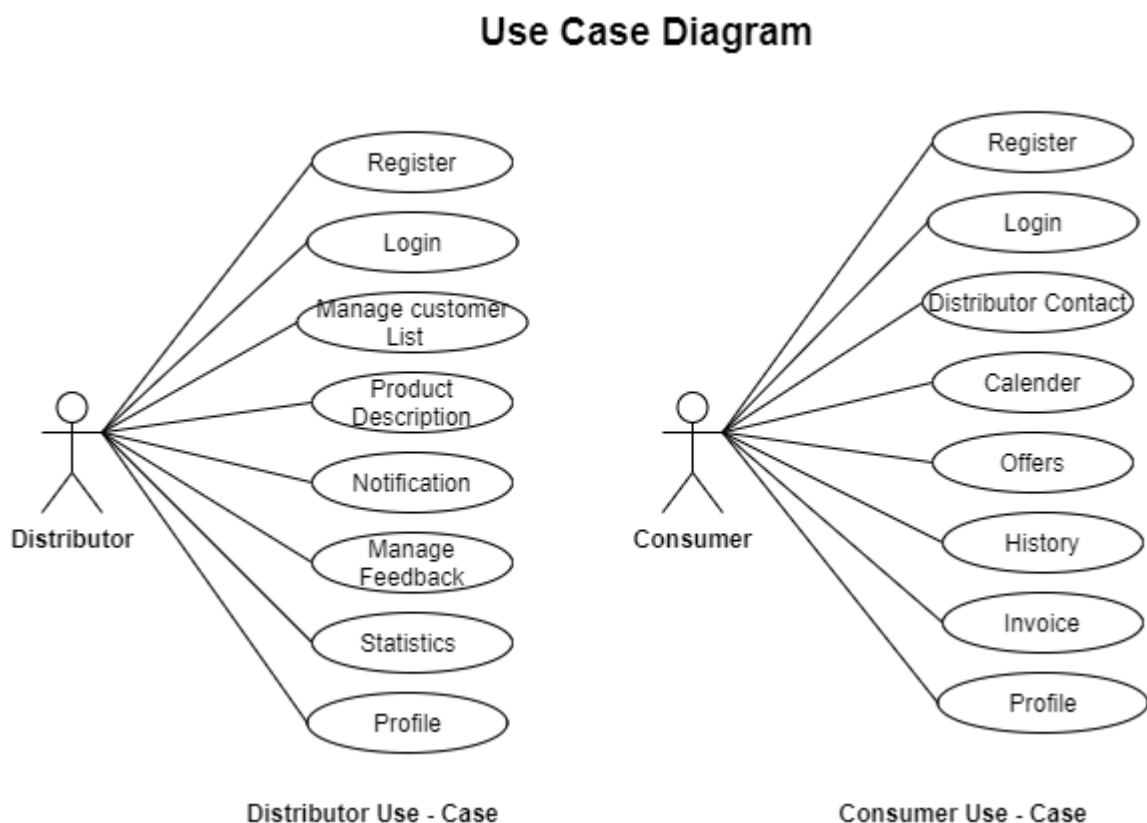 Use Case Diagram
Register
Login
Manage customer
List
Product
Description
Notification
Manage
Feedback
Statistics
Profile
Distributor
Distributor Use - Case
Register
Login
Distributor Contact
Calender
Offers
History
Invoice
Profile
Consumer
Consumer Use - Case